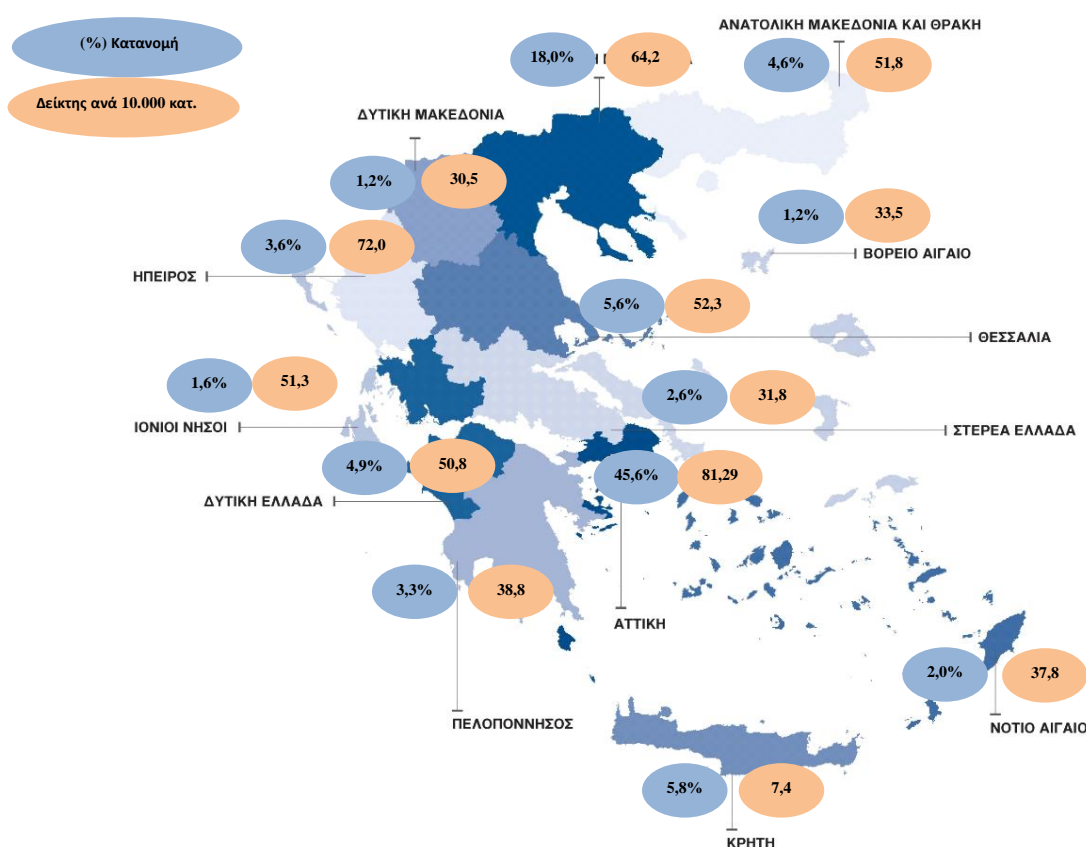 (%) Κατανομή
Δείκτης ανά 10.000 κατ.
ΑΝΑΤΟΛΙΚΗ ΜΑΚΕΔΟΝΙΑ ΚΑΙ ΘΡΑΚΗ
4,6% 51,8
18,0% 64,2
ΔΥΤΙΚΗ ΜΑΚΕΔΟΝΙΑ
1,2% 30,5
1,2% 33,5
ΒΟΡΕΙΟ ΑΙΓΑΙΟ
3,6% 72,0
ΗΠΕΙΡΟΣ
5,6% 52,3
ΘΕΣΣΑΛΙΑ
1,6% 51,3
ΙΟΝΙΟΙ ΝΗΣΟΙ
2,6% 31,8
ΣΤΕΡΕΑ ΕΛΛΑΔΑ
4,9% 50,8
ΔΥΤΙΚΗ ΕΛΛΑΔΑ
45,6% 81,29
ΑΤΤΙΚΗ
3,3% 38,8
ΠΕΛΟΠΟΝΝΗΣΟΣ
2,0% 37,8
ΝΟΤΙΟ ΑΙΓΑΙΟ
5,8% 7,4
ΚΡΗΤΗ